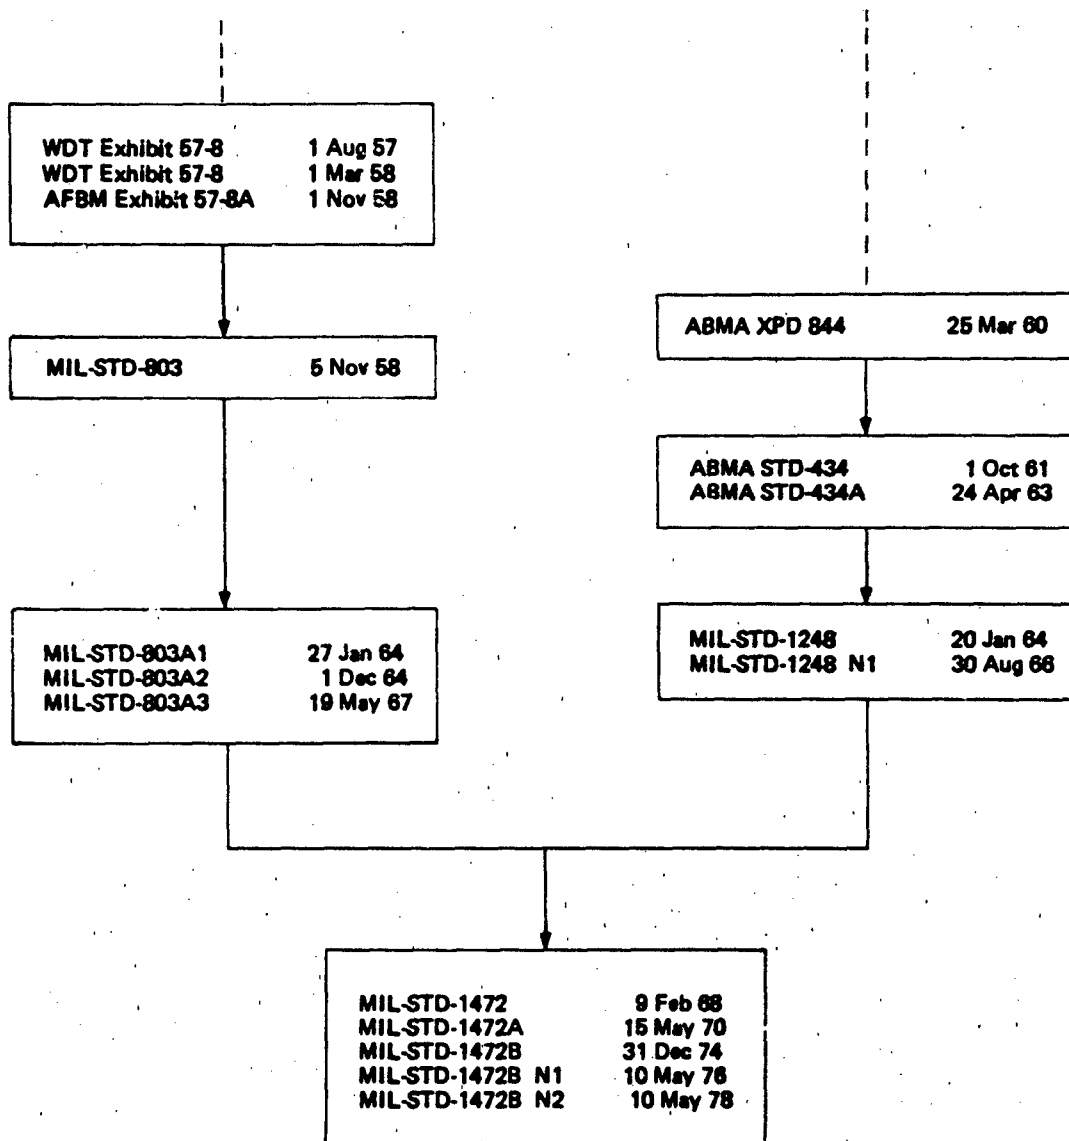 WDT Exhibit 57-8 1 Aug 57
WDT Exhibit 57-8 1 Mar 58
AFBM Exhibit 57-8A 1 Nov 58
MIL-STD-803 5 Nov 58
ABMA XPD 844 25 Mar 60
ABMA STD-434 1 Oct 61
ABMA STD-434A 24 Apr 63
MIL-STD-803A1 27 Jan 64
MIL-STD-803A2 1 Dec 64
MIL-STD-803A3 19 May 67
MIL-STD-1248 20 Jan 64
MIL-STD-1248 N1 30 Aug 66
MIL-STD-1472 9 Feb 68
MIL-STD-1472A 15 May 70
MIL-STD-1472B 31 Dec 74
MIL-STD-1472B N1 10 May 76
MIL-STD-1472B N2 10 May 78